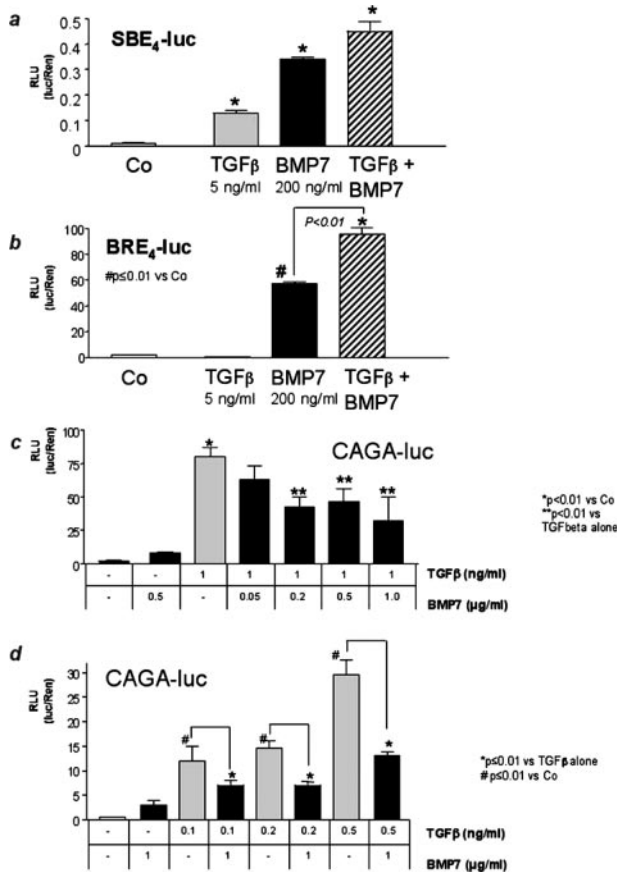 a
SBE4-luc
RLU
(luc/Ren)
0.5
0.4
0.3
0.2
0.1
0
*
*
*
Co
TGFβ
5 ng/ml
BMP7
200 ng/ml
TGFβ +
BMP7
b
BRE4-luc
#p≤0.01 vs Co
RLU
(luc/Ren)
100
80
60
40
20
0
P<0.01
#
*
Co
TGFβ
5 ng/ml
BMP7
200 ng/ml
TGFβ +
BMP7
c
CAGA-luc
RLU
(luc/Ren)
100
75
50
25
0
*
**
**
**
*p<0.01 vs Co
**p<0.01 vs
TGFbeta alone
- - 1 1 1 1 1 TGFβ (ng/ml)
- 0.5 - 0.05 0.2 0.5 1.0 BMP7 (µg/ml)
d
CAGA-luc
RLU
(luc/Ren)
30
25
20
15
10
5
0
#
*
#
*
#
*
*p≤0.01 vs TGFβ alone
#p≤0.01 vs Co
- - 0.1 0.1 0.2 0.2 0.5 0.5 TGFβ (ng/ml)
- 1 - 1 - 1 - 1 BMP7 (µg/ml)